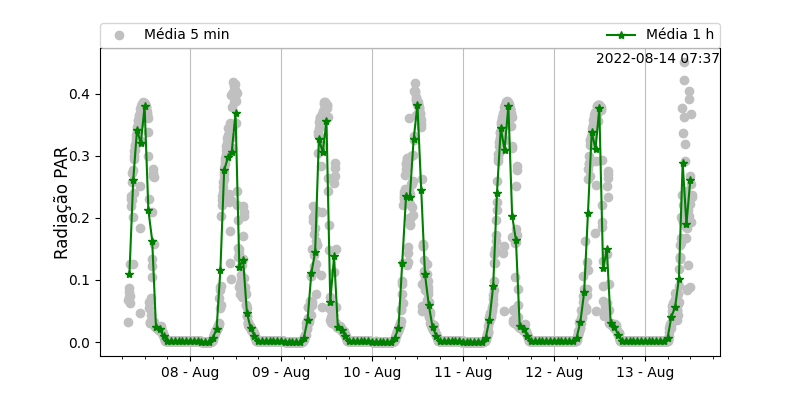 Média 5 min
Média 1 h
2022-08-14 07:37
0.4
0.3
0.2
0.1
0.0
Radiação PAR
08 - Aug
09 - Aug
10 - Aug
11 - Aug
12 - Aug
13 - Aug